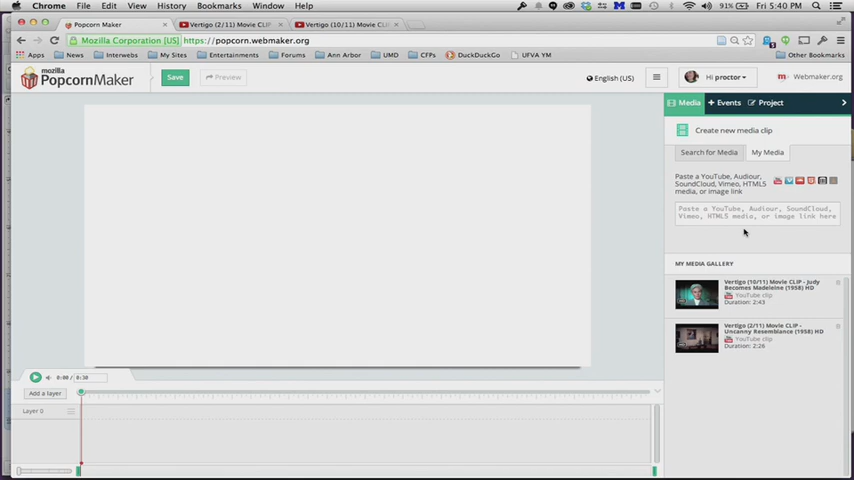 Chrome File Edit View History Bookmarks Window Help 91% Fri 5:40 PM
Popcorn Maker Vertigo (2/11) Movie CLIP - Vertigo (10/11) Movie CLIP -
Mozilla Corporation [US] https://popcorn.webmaker.org
Apps News Interwebs My Sites Entertainments Forums Ann Arbor UMD CFPs DuckDuckGo UFVA YM Other Bookmarks
mozilla
PopcornMaker
Save Preview English (US) Hi proctor Webmaker.org
Media + Events Project
Create new media clip
Search for Media My Media
Paste a YouTube, Audiour,
SoundCloud, Vimeo, HTML5
media, or image link
Paste a YouTube, Audiour, SoundCloud,
Vimeo, HTML5 media, or image link here
MY MEDIA GALLERY
Vertigo (10/11) Movie CLIP - Judy
Becomes Madeleine (1958) HD
YouTube clip
Duration: 2:43
Vertigo (2/11) Movie CLIP -
Uncanny Resemblance (1958) HD
YouTube clip
Duration: 2:26
0:00 / 0:30
Add a layer
Layer 0